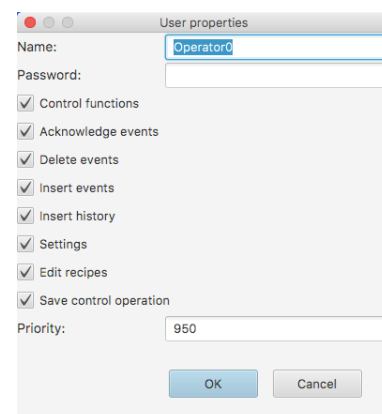 User properties
Name: Operator0
Password:
Control functions
Acknowledge events
Delete events
Insert events
Insert history
Settings
Edit recipes
Save control operation
Priority: 950
OK Cancel